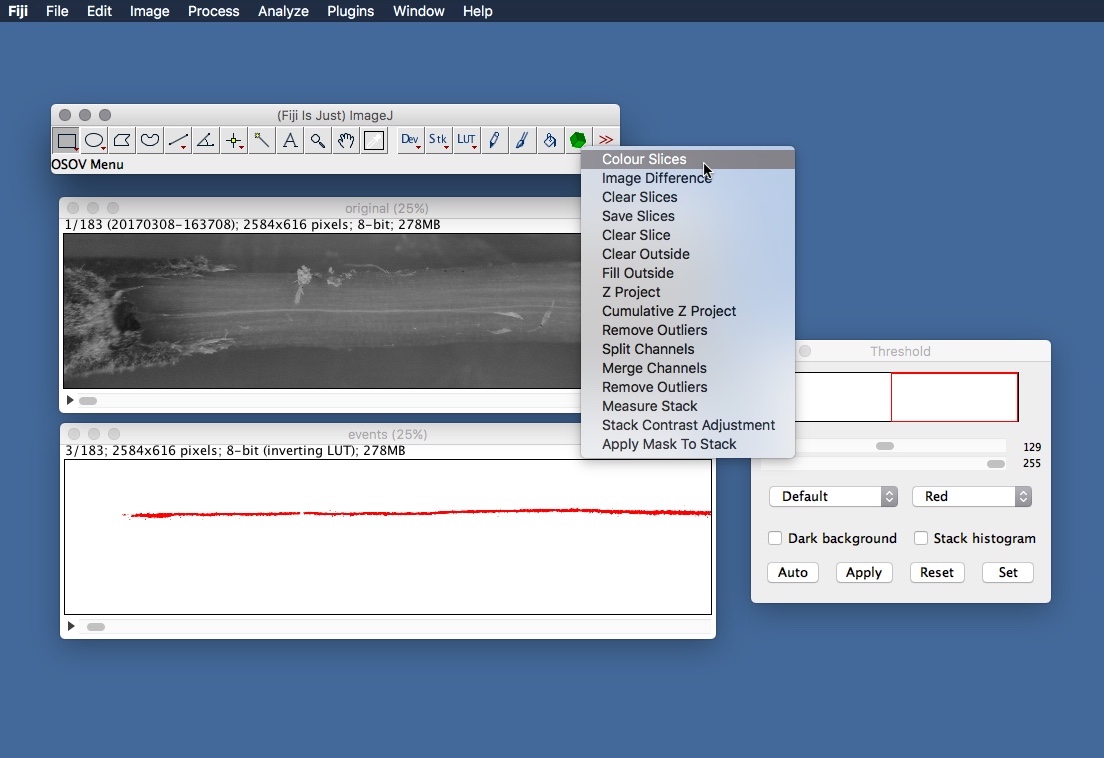 Fiji File Edit Image Process Analyze Plugins Window Help
(Fiji Is Just) ImageJ
A Dev Stk LUT >>
OSOV Menu
Colour Slices
Image Difference
Clear Slices
Save Slices
Clear Slice
Clear Outside
Fill Outside
Z Project
Cumulative Z Project
Remove Outliers
Split Channels
Merge Channels
Remove Outliers
Measure Stack
Stack Contrast Adjustment
Apply Mask To Stack
original (25%)
1/183 (20170308-163708); 2584x616 pixels; 8-bit; 278MB
events (25%)
3/183; 2584x616 pixels; 8-bit (inverting LUT); 278MB
Threshold
129
255
Default Red
Dark background Stack histogram
Auto Apply Reset Set